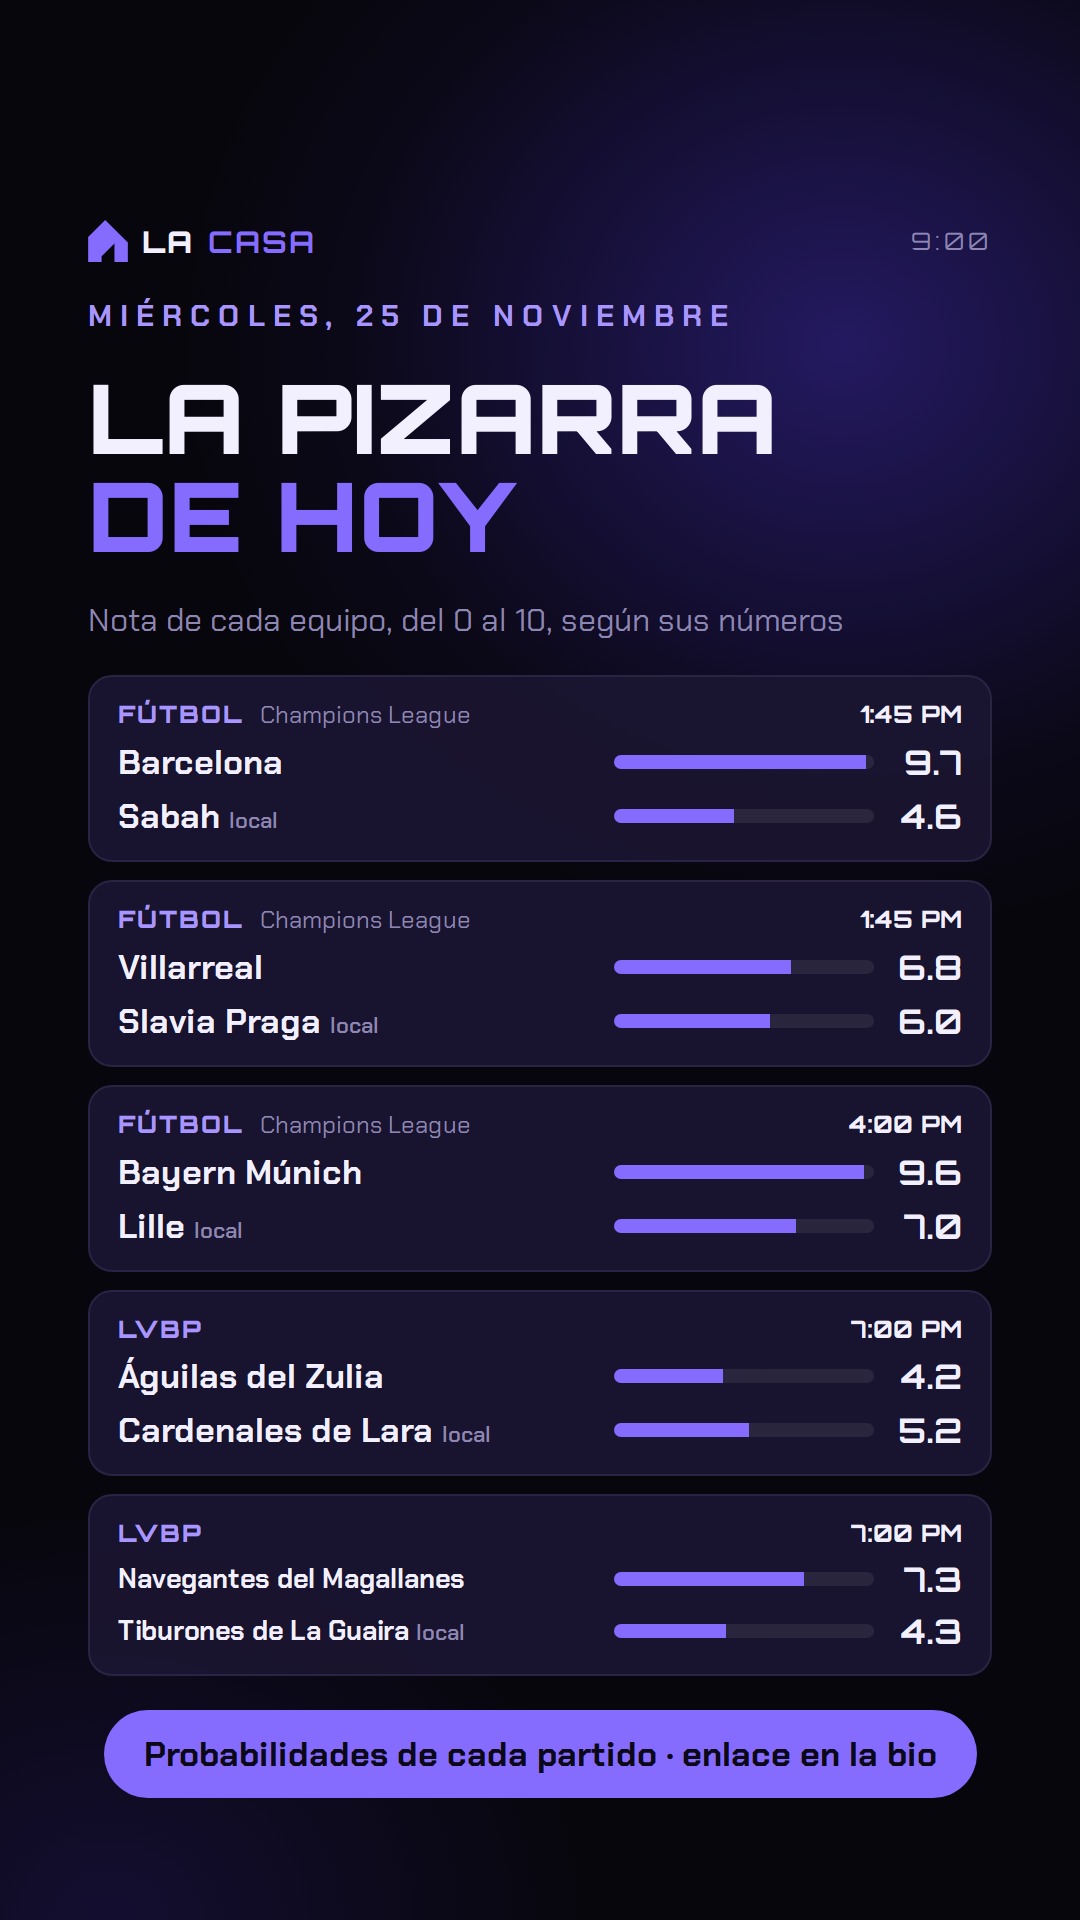 LA CASA
9:00
MIÉRCOLES, 25 DE NOVIEMBRE
LA PIZARRA
DE HOY
Nota de cada equipo, del 0 al 10, según sus números
FÚTBOL Champions League 1:45 PM
Barcelona 9.7
Sabah local 4.6
FÚTBOL Champions League 1:45 PM
Villarreal 6.8
Slavia Praga local 6.0
FÚTBOL Champions League 4:00 PM
Bayern Múnich 9.6
Lille local 7.0
LVBP 7:00 PM
Águilas del Zulia 4.2
Cardenales de Lara local 5.2
LVBP 7:00 PM
Navegantes del Magallanes 7.3
Tiburones de La Guaira local 4.3
Probabilidades de cada partido · enlace en la bio